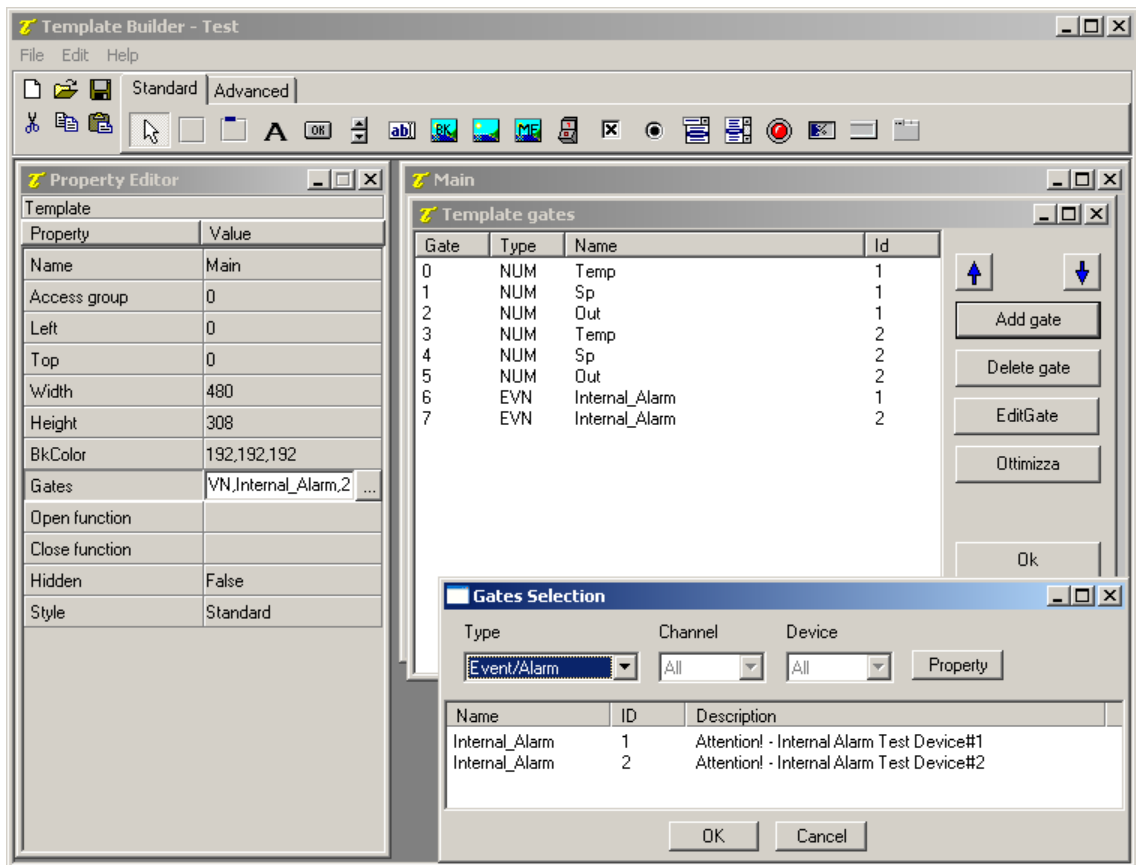 Template Builder - Test
File Edit Help
Standard Advanced
A OK ab BK ME
Property Editor
Template
Property Value
Name Main
Access group 0
Left 0
Top 0
Width 480
Height 308
BkColor 192,192,192
Gates VN,Internal_Alarm,2 ...
Open function
Close function
Hidden False
Style Standard
Main
Template gates
Gate Type Name Id
0 NUM Temp 1
1 NUM Sp 1
2 NUM Out 1
3 NUM Temp 2
4 NUM Sp 2
5 NUM Out 2
6 EVN Internal_Alarm 1
7 EVN Internal_Alarm 2
Add gate
Delete gate
EditGate
Ottimizza
Ok
Gates Selection
Type Channel Device
Event/Alarm All All Property
Name ID Description
Internal_Alarm 1 Attention! - Internal Alarm Test Device#1
Internal_Alarm 2 Attention! - Internal Alarm Test Device#2
OK Cancel